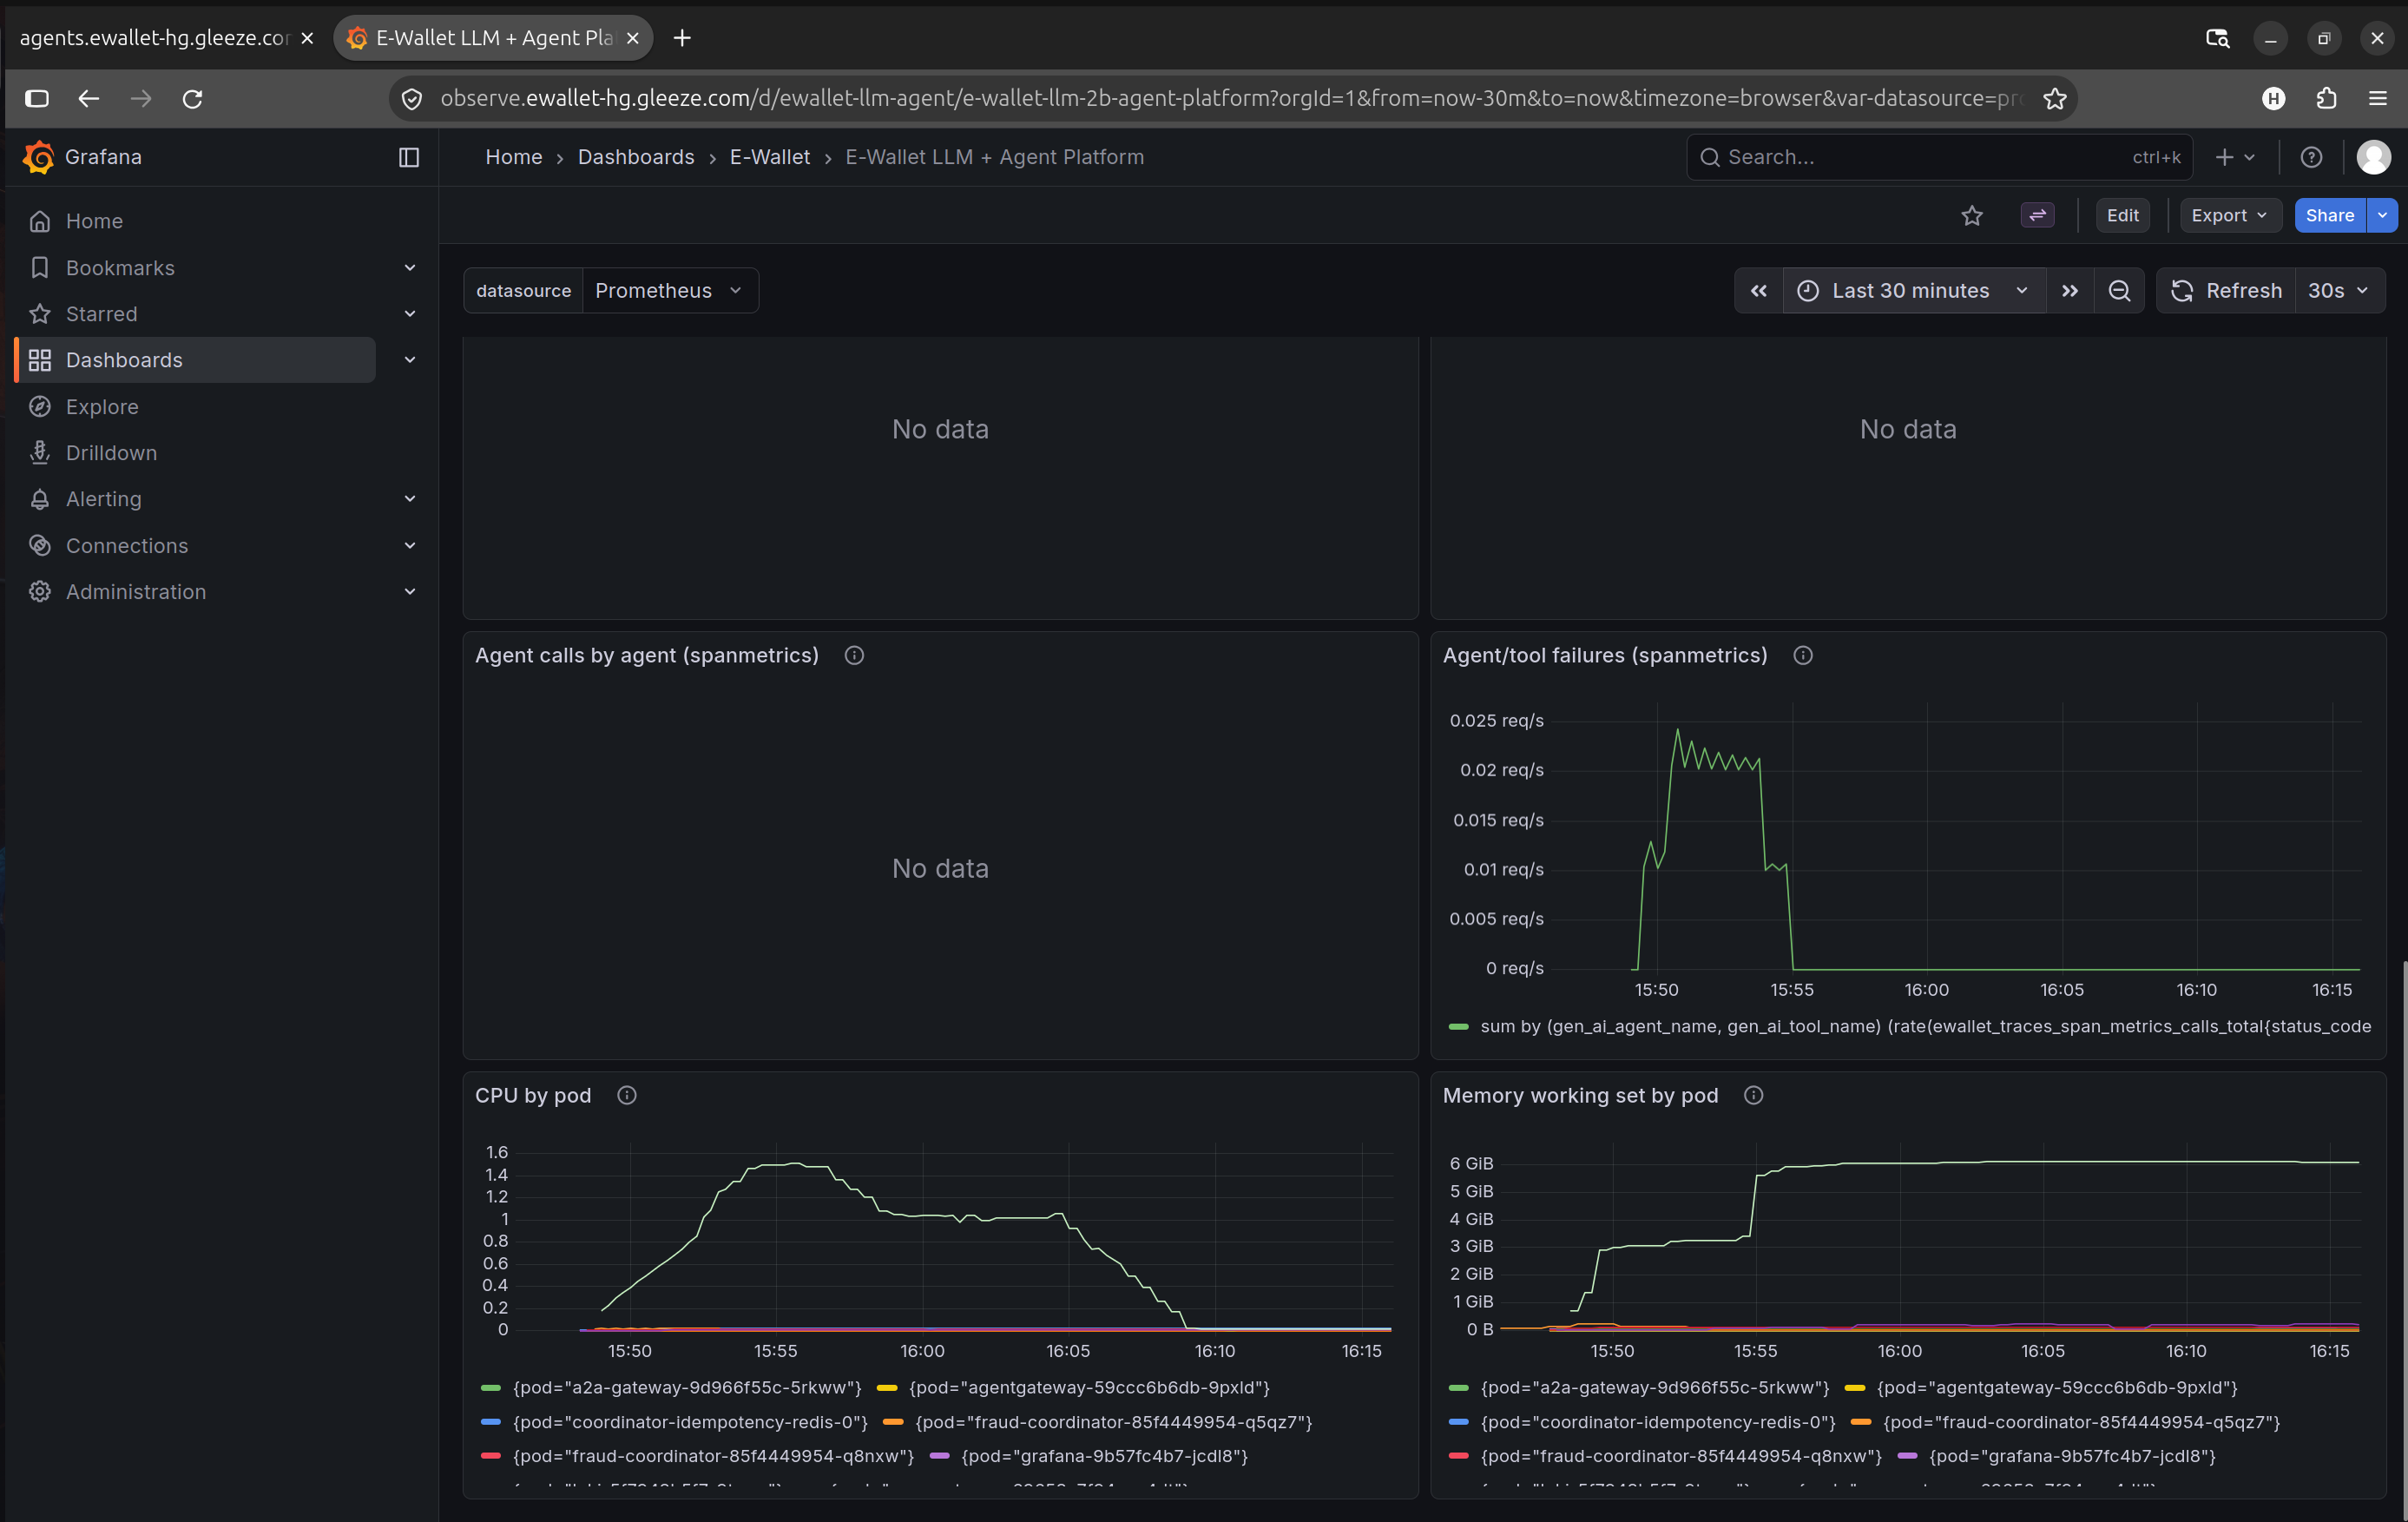 agents.ewallet-hg.gleeze.cor
E-Wallet LLM + Agent Pla
observe.ewallet-hg.gleeze.com/d/ewallet-llm-agent/e-wallet-llm-2b-agent-platform?orgId=1&from=now-30m&to=now&timezone=browser&var-datasource=pr
H
Grafana
Home › Dashboards › E-Wallet › E-Wallet LLM + Agent Platform
Search...
ctrl+k
Edit
Export
Share
Home
Bookmarks
Starred
Dashboards
Explore
Drilldown
Alerting
Connections
Administration
datasource
Prometheus
Last 30 minutes
Refresh
30s
No data
No data
Agent calls by agent (spanmetrics)
No data
Agent/tool failures (spanmetrics)
0.025 req/s
0.02 req/s
0.015 req/s
0.01 req/s
0.005 req/s
0 req/s
15:50 15:55 16:00 16:05 16:10 16:15
sum by (gen_ai_agent_name, gen_ai_tool_name) (rate(ewallet_traces_span_metrics_calls_total{status_code
CPU by pod
1.6
1.4
1.2
1
0.8
0.6
0.4
0.2
0
15:50 15:55 16:00 16:05 16:10 16:15
{pod="a2a-gateway-9d966f55c-5rkww"} {pod="agentgateway-59ccc6b6db-9pxld"}
{pod="coordinator-idempotency-redis-0"} {pod="fraud-coordinator-85f4449954-q5qz7"}
{pod="fraud-coordinator-85f4449954-q8nxw"} {pod="grafana-9b57fc4b7-jcdl8"}
Memory working set by pod
6 GiB
5 GiB
4 GiB
3 GiB
2 GiB
1 GiB
0 B
15:50 15:55 16:00 16:05 16:10 16:15
{pod="a2a-gateway-9d966f55c-5rkww"} {pod="agentgateway-59ccc6b6db-9pxld"}
{pod="coordinator-idempotency-redis-0"} {pod="fraud-coordinator-85f4449954-q5qz7"}
{pod="fraud-coordinator-85f4449954-q8nxw"} {pod="grafana-9b57fc4b7-jcdl8"}